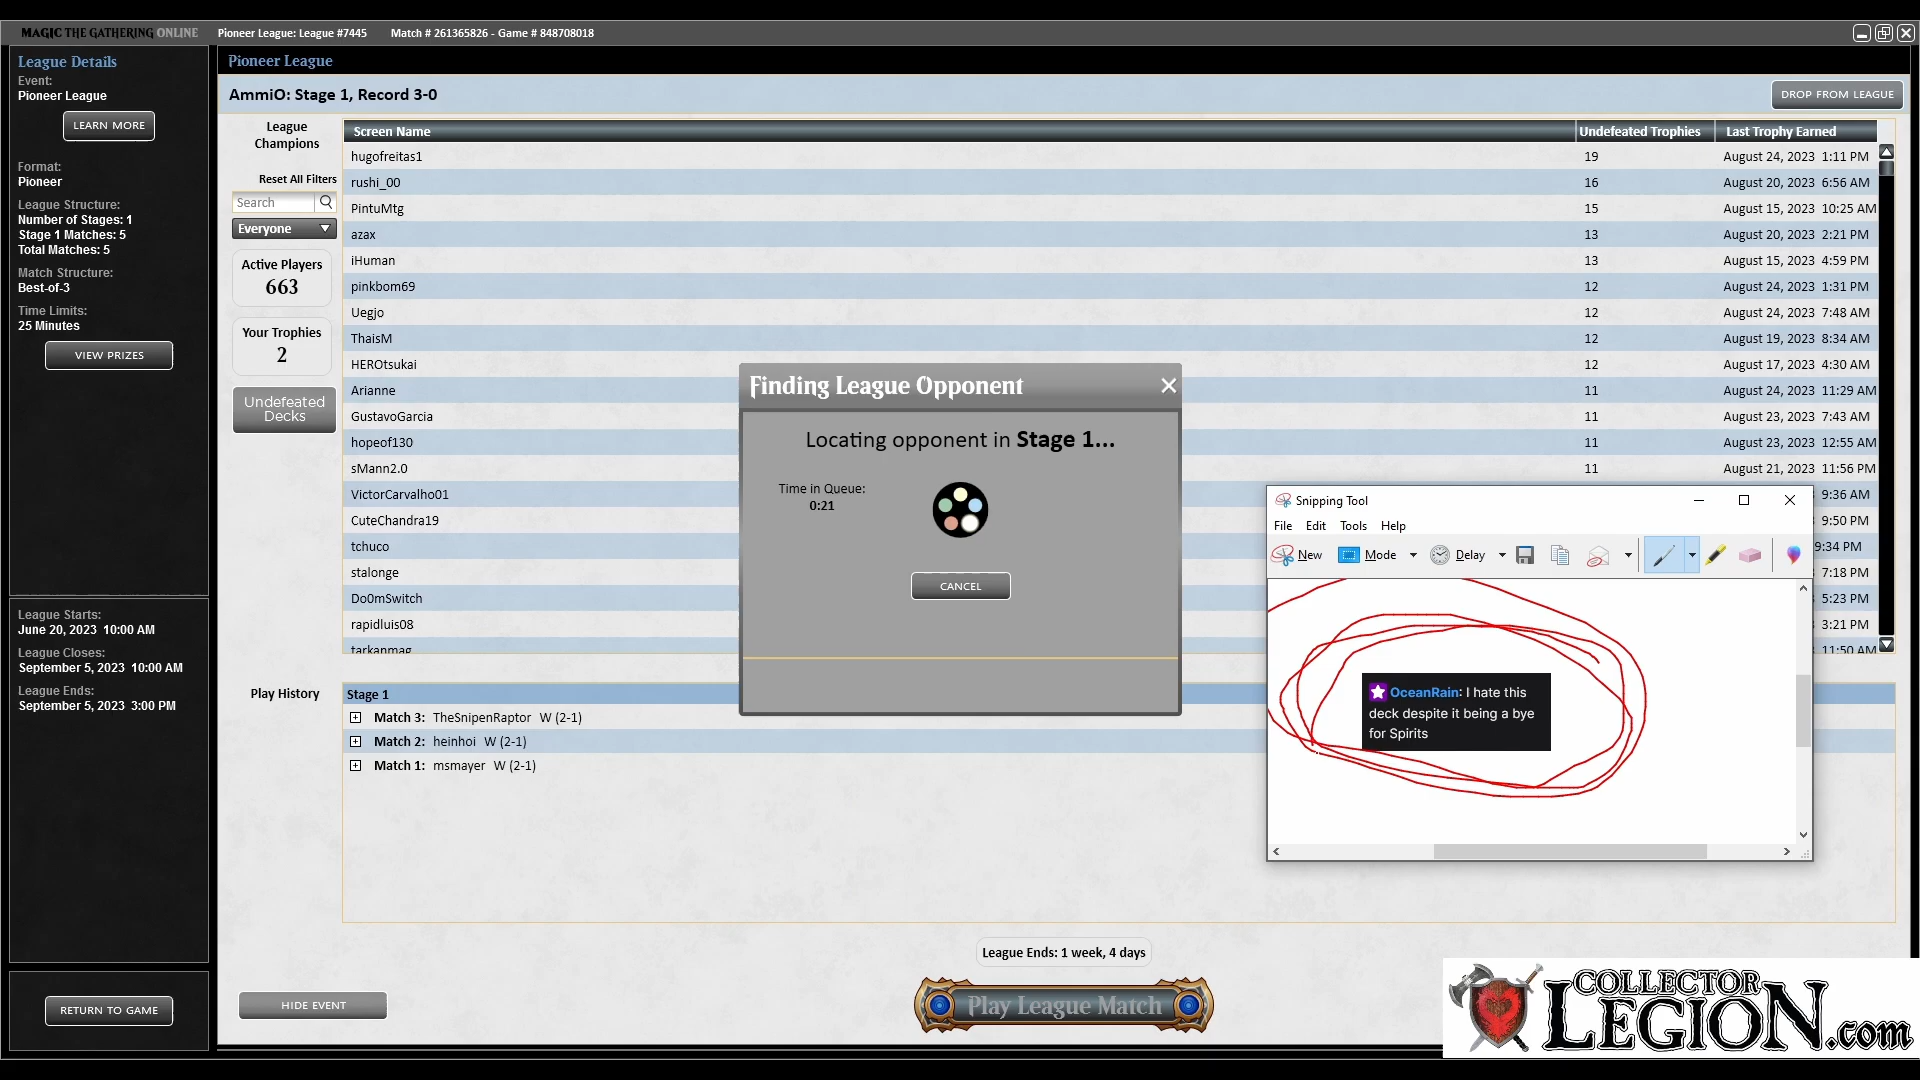 MAGIC THE GATHERING ONLINE
Pioneer League: League #7445
Match # 261365826 - Game # 848708018
League Details
Event:
Pioneer League
LEARN MORE
Format:
Pioneer
League Structure:
Number of Stages: 1
Stage 1 Matches: 5
Total Matches: 5
Match Structure:
Best-of-3
Time Limits:
25 Minutes
VIEW PRIZES
League Starts:
June 20, 2023 10:00 AM
League Closes:
September 5, 2023 10:00 AM
League Ends:
September 5, 2023 3:00 PM
RETURN TO GAME
Pioneer League
AmmiO: Stage 1, Record 3-0
DROP FROM LEAGUE
League
Champions
Reset All Filters
Search
Everyone
Active Players
663
Your Trophies
2
Undefeated
Decks
Screen Name Undefeated Trophies Last Trophy Earned
hugofreitas1 19 August 24, 2023 1:11 PM
rushi_00 16 August 20, 2023 6:56 AM
PintuMtg 15 August 15, 2023 10:25 AM
azax 13 August 20, 2023 2:21 PM
iHuman 13 August 15, 2023 4:59 PM
pinkbom69 12 August 24, 2023 1:31 PM
Uegjo 12 August 24, 2023 7:48 AM
ThaisM 12 August 19, 2023 8:34 AM
HEROtsukai 12 August 17, 2023 4:30 AM
Arianne 11 August 24, 2023 11:29 AM
GustavoGarcia 11 August 23, 2023 7:43 AM
hopeof130 11 August 23, 2023 12:55 AM
sMann2.0 11 August 21, 2023 11:56 PM
VictorCarvalho01 9:36 AM
CuteChandra19 9:50 PM
tchuco 9:34 PM
stalonge 7:18 PM
Do0mSwitch 5:23 PM
rapidluis08 3:21 PM
tarkanmag 11:50 AM
Finding League Opponent
Locating opponent in Stage 1...
Time in Queue:
0:21
CANCEL
Snipping Tool
File Edit Tools Help
New Mode Delay
OceanRain: I hate this
deck despite it being a bye
for Spirits
Play History
Stage 1
Match 3: TheSnipenRaptor W (2-1)
Match 2: heinhoi W (2-1)
Match 1: msmayer W (2-1)
League Ends: 1 week, 4 days
HIDE EVENT
Play League Match
COLLECTOR
LEGION.com